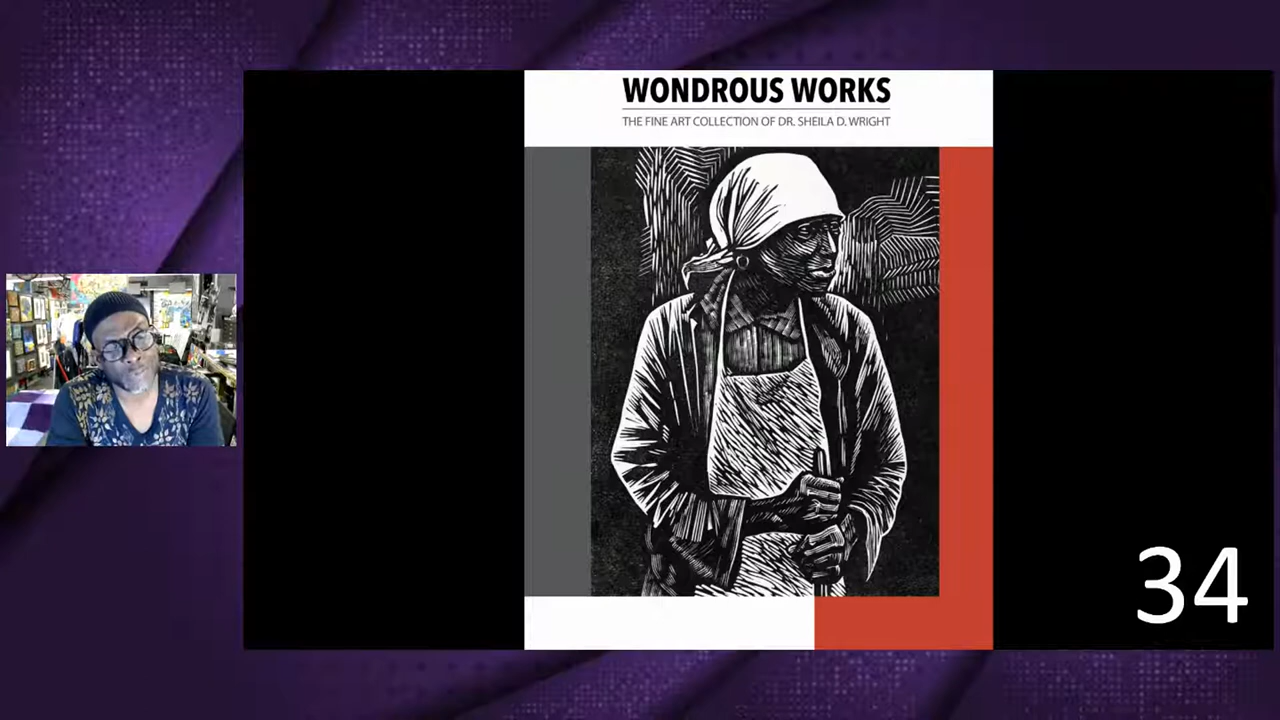 WONDROUS WORKS
THE FINE ART COLLECTION OF DR. SHEILA D. WRIGHT
34